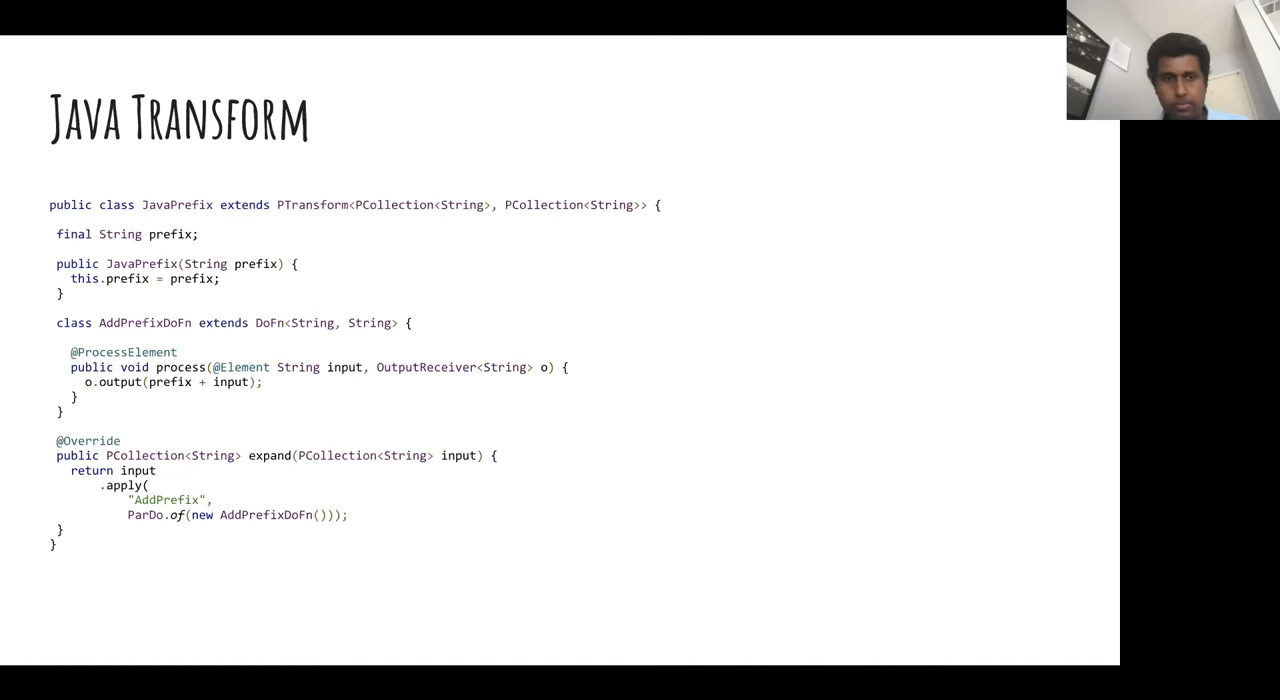 JAVA TRANSFORM
public class JavaPrefix extends PTransform<PCollection<String>, PCollection<String>> {
final String prefix;
public JavaPrefix(String prefix) {
this.prefix = prefix;
}
class AddPrefixDoFn extends DoFn<String, String> {
@ProcessElement
public void process(@Element String input, OutputReceiver<String> o) {
o.output(prefix + input);
}
}
@Override
public PCollection<String> expand(PCollection<String> input) {
return input
.apply(
"AddPrefix",
ParDo.of(new AddPrefixDoFn()));
}
}